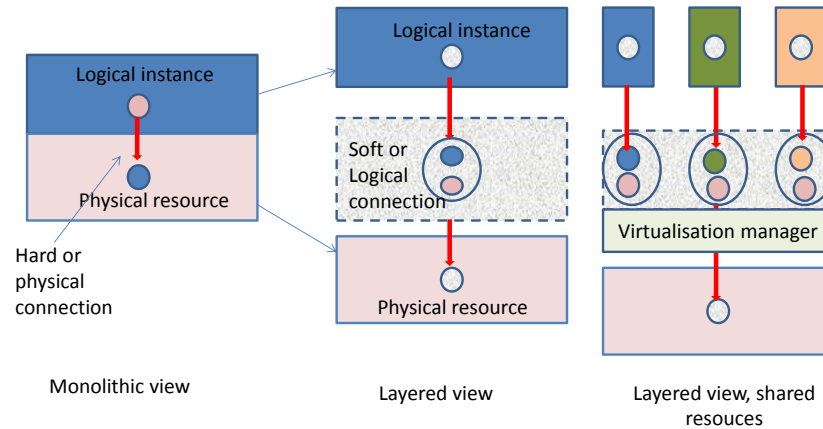 Logical instance
Physical resource
Hard or
physical
connection
Monolithic view
Logical instance
Soft or
Logical
connection
Physical resource
Layered view
Virtualisation manager
Layered view, shared
resouces